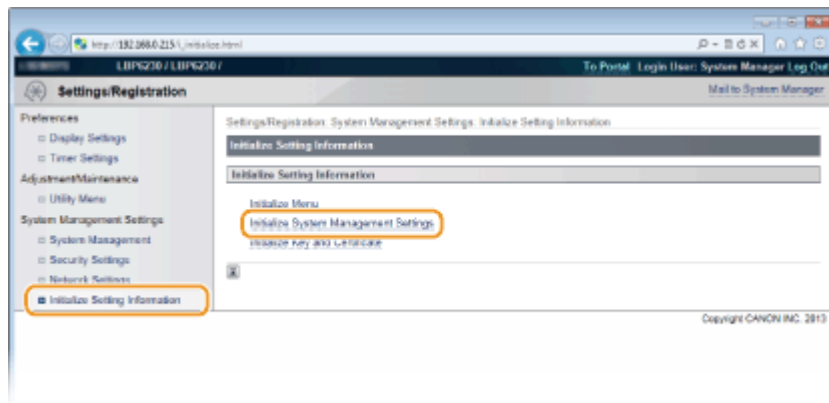 http://192.168.0.215/_initialize.html
LBP6230 / LBP6230 /
To Portal Login User: System Manager Log Out
Settings/Registration
Mail to System Manager
Preferences
Display Settings
Timer Settings
Adjustment/Maintenance
Utility Menu
System Management Settings
System Management
Security Settings
Network Settings
Initialize Setting Information
Settings/Registration: System Management Settings: Initialize Setting Information
Initialize Setting Information
Initialize Setting Information
Initialize Menu
Initialize System Management Settings
Initialize Key and Certificate
Copyright CANON INC. 2013